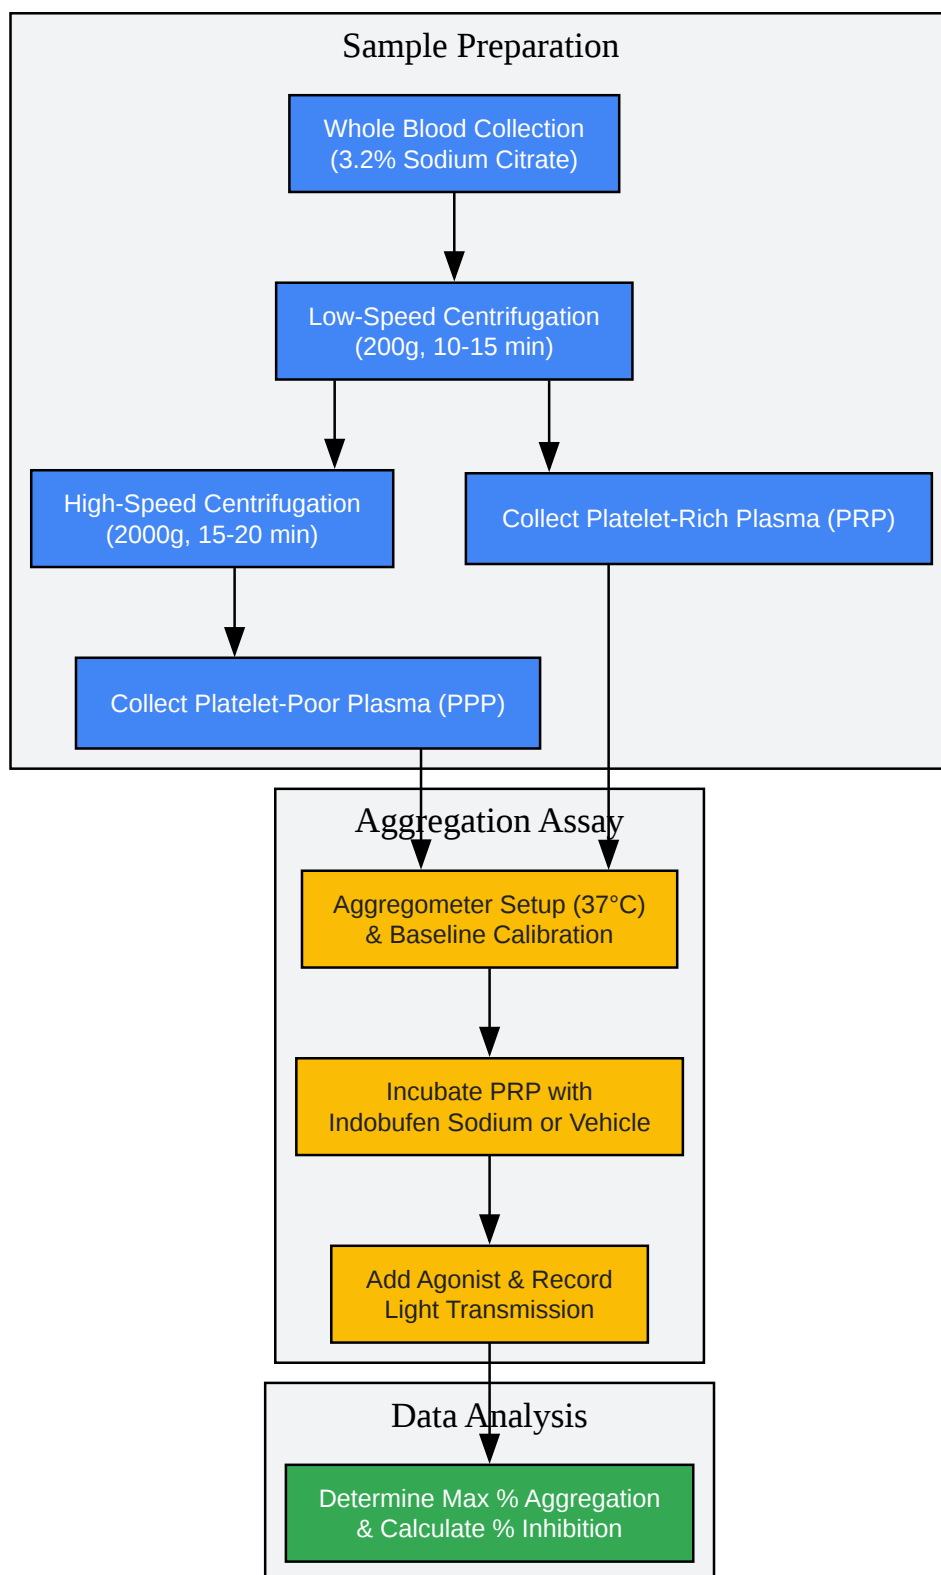 Sample Preparation
Whole Blood Collection
(3.2% Sodium Citrate)
Low-Speed Centrifugation
(200g, 10-15 min)
High-Speed Centrifugation
(2000g, 15-20 min)
Collect Platelet-Rich Plasma (PRP)
Collect Platelet-Poor Plasma (PPP)
Aggregation Assay
Aggregometer Setup (37°C)
& Baseline Calibration
Incubate PRP with
Indobufen Sodium or Vehicle
Add Agonist & Record
Light Transmission
Data Analysis
Determine Max % Aggregation
& Calculate % Inhibition